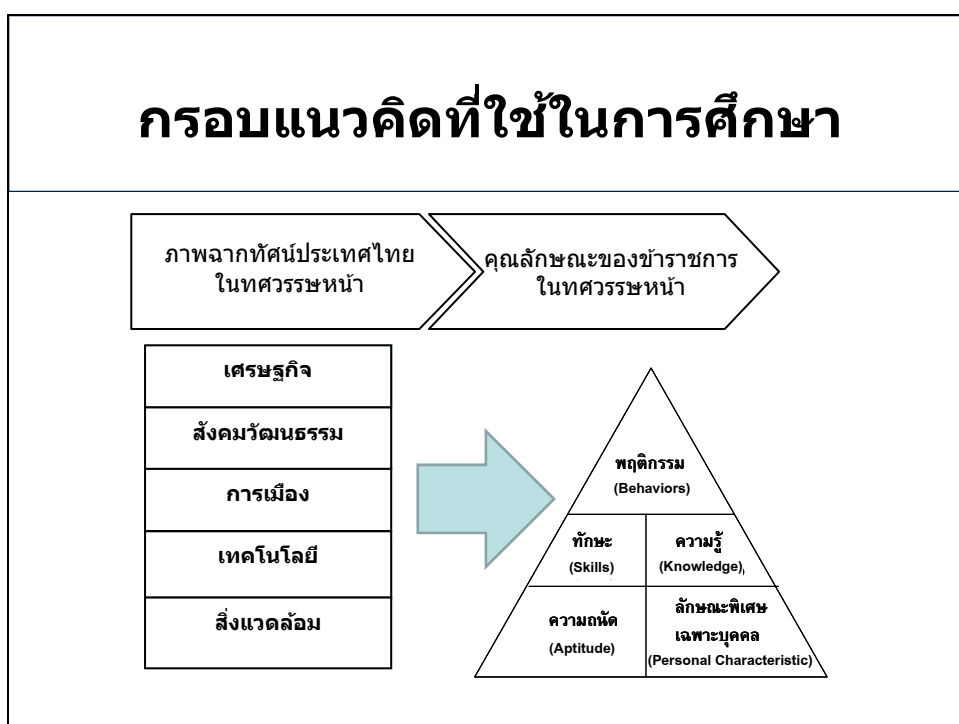 กรอบแนวคิดที่ใช้ในการศึกษา
ภาพฉากทัศน์ประเทศไทย
ในทศวรรษหน้า
คุณลักษณะของข้าราชการ
ในทศวรรษหน้า
เศรษฐกิจ
สังคมวัฒนธรรม
การเมือง
เทคโนโลยี
สิ่งแวดล้อม
พฤติกรรม
(Behaviors)
ทักษะ
(Skills)
ความรู้
(Knowledge)
ความถนัด
(Aptitude)
ลักษณะพิเศษ
เฉพาะบุคคล
(Personal Characteristic)